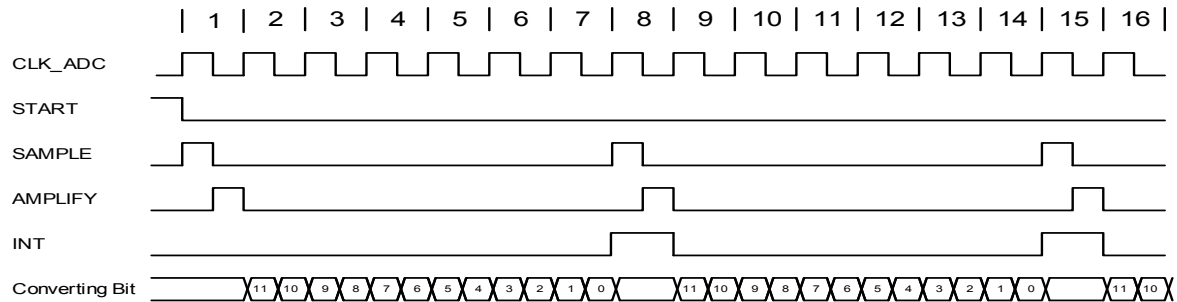 1 2 3 4 5 6 7 8 9 10 11 12 13 14 15 16
CLK_ADC
START
SAMPLE
AMPLIFY
INT
Converting Bit 11 10 9 8 7 6 5 4 3 2 1 0 11 10 9 8 7 6 5 4 3 2 1 0 11 10